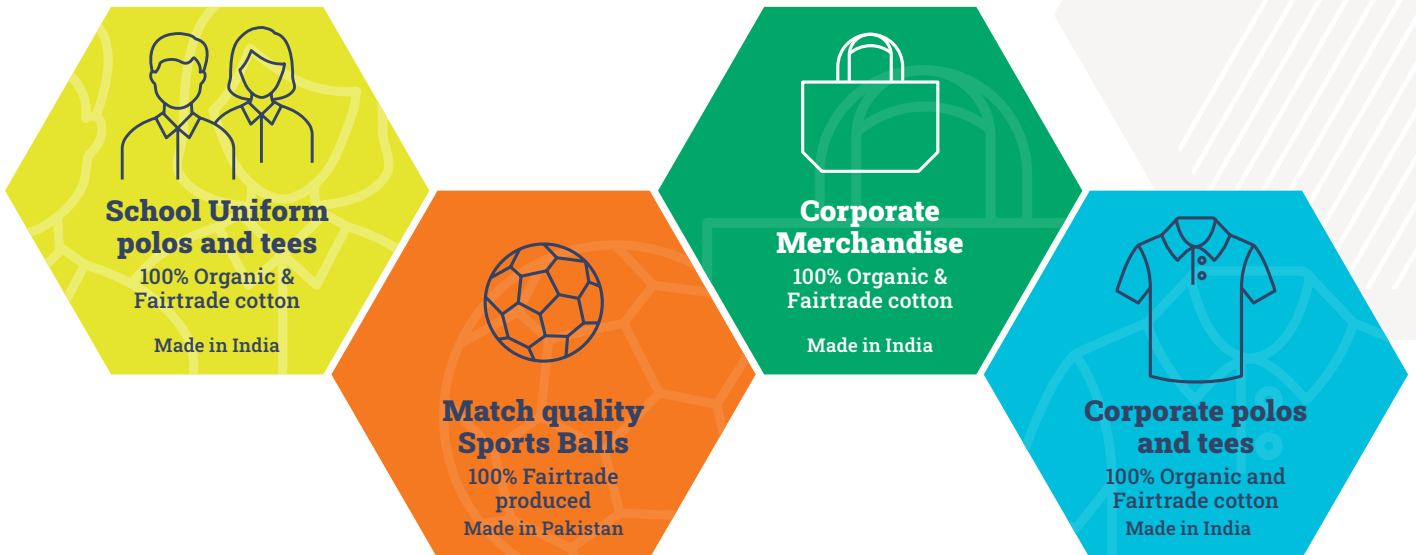 School Uniform
polos and tees
100% Organic &
Fairtrade cotton
Made in India
Match quality
Sports Balls
100% Fairtrade
produced
Made in Pakistan
Corporate
Merchandise
100% Organic &
Fairtrade cotton
Made in India
Corporate polos
and tees
100% Organic and
Fairtrade cotton
Made in India